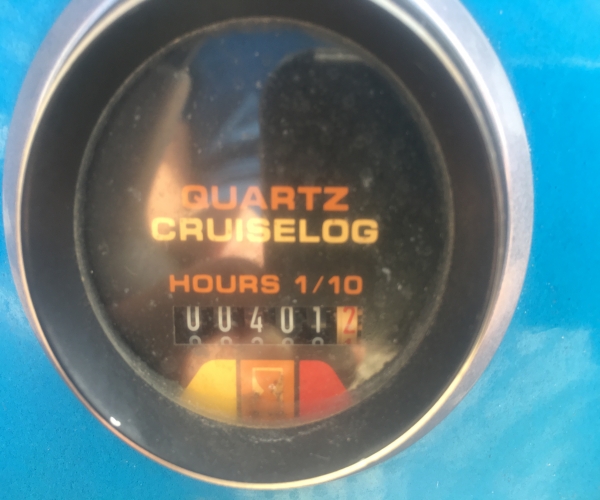 QUARTZ
CRUISELOG
HOURS 1/10
004012